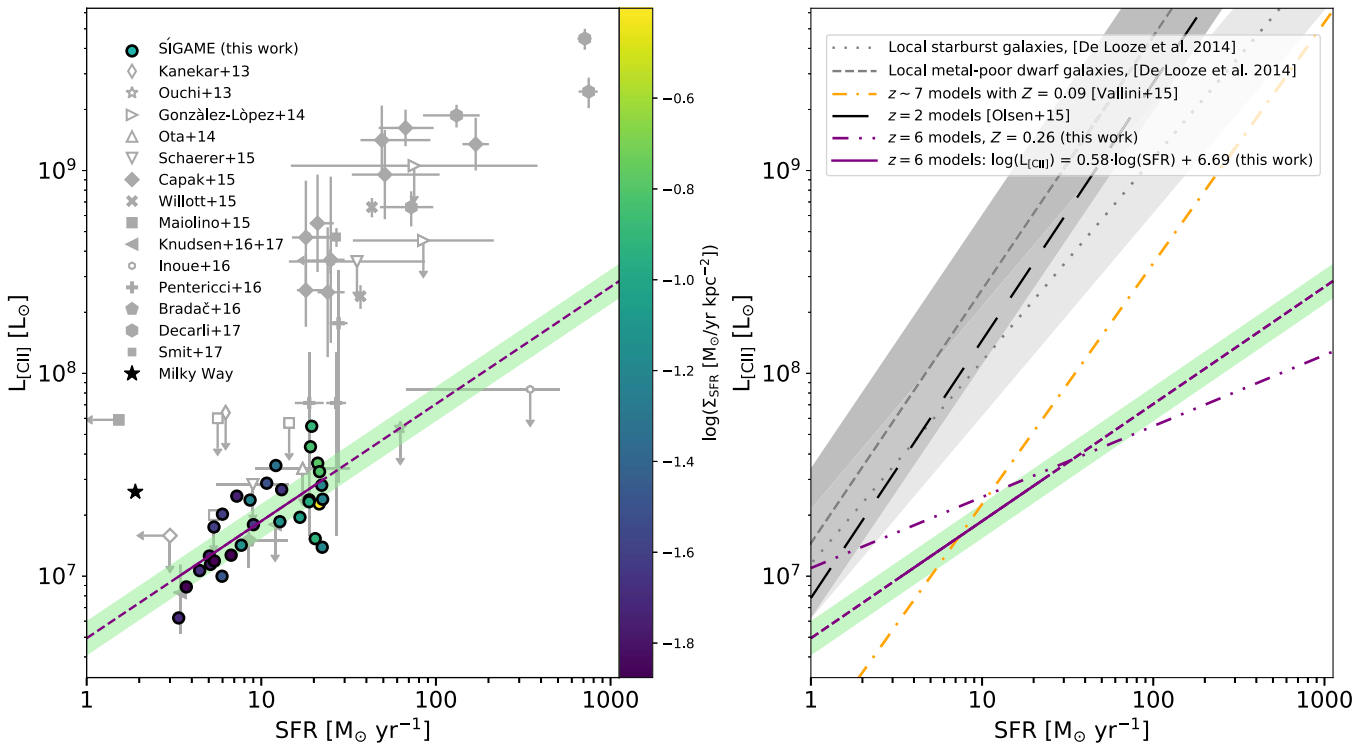 10⁹
10⁸
10⁷
L[CII] [L⊙]
1
10
100
1000
SFR [M⊙ yr⁻¹]
SÍGAME (this work)
Kanekar+13
Ouchi+13
Gonzàlez-Lòpez+14
Ota+14
Schaerer+15
Capak+15
Willott+15
Maiolino+15
Knudsen+16+17
Inoue+16
Pentericci+16
Bradač+16
Decarli+17
Smit+17
Milky Way
−0.6
−0.8
−1.0
−1.2
−1.4
−1.6
−1.8
log(ΣSFR [M⊙/yr kpc⁻²])
10⁹
10⁸
10⁷
L[CII] [L⊙]
1
10
100
1000
SFR [M⊙ yr⁻¹]
Local starburst galaxies, [De Looze et al. 2014]
Local metal-poor dwarf galaxies, [De Looze et al. 2014]
z ~ 7 models with Z = 0.09 [Vallini+15]
z = 2 models [Olsen+15]
z = 6 models, Z = 0.26 (this work)
z = 6 models: log(L[CII]) = 0.58·log(SFR) + 6.69 (this work)